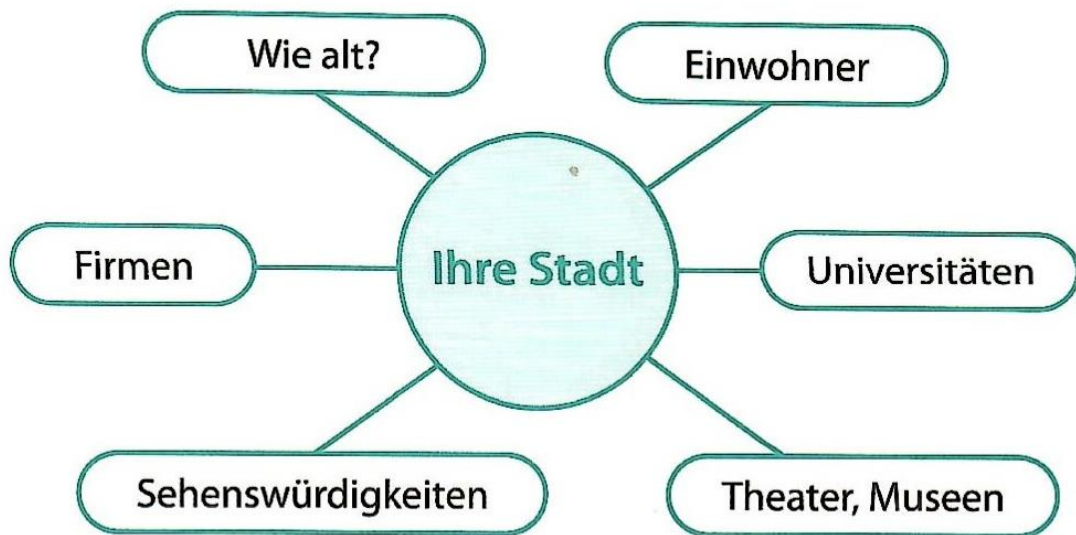 Wie alt?
Einwohner
Firmen
Ihre Stadt
Universitäten
Sehenswürdigkeiten
Theater, Museen